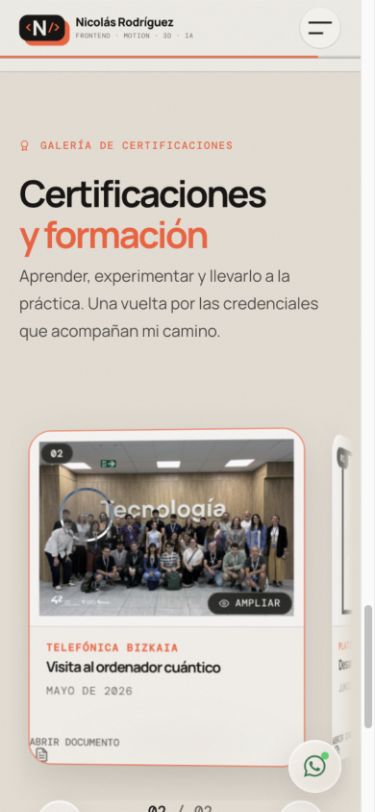 <N/>
Nicolás Rodríguez
FRONTEND · MOTION · 3D · IA
GALERÍA DE CERTIFICACIONES
Certificaciones
y formación
Aprender, experimentar y llevarlo a la
práctica. Una vuelta por las credenciales
que acompañan mi camino.
02
Tecnología
AMPLIAR
TELEFÓNICA BIZKAIA
Visita al ordenador cuántico
MAYO DE 2026
ABRIR DOCUMENTO
02 / 02